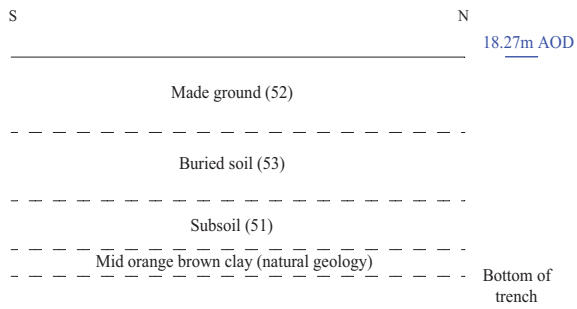 S
N
18.27m AOD
Made ground (52)
Buried soil (53)
Subsoil (51)
Mid orange brown clay (natural geology)
Bottom of
trench